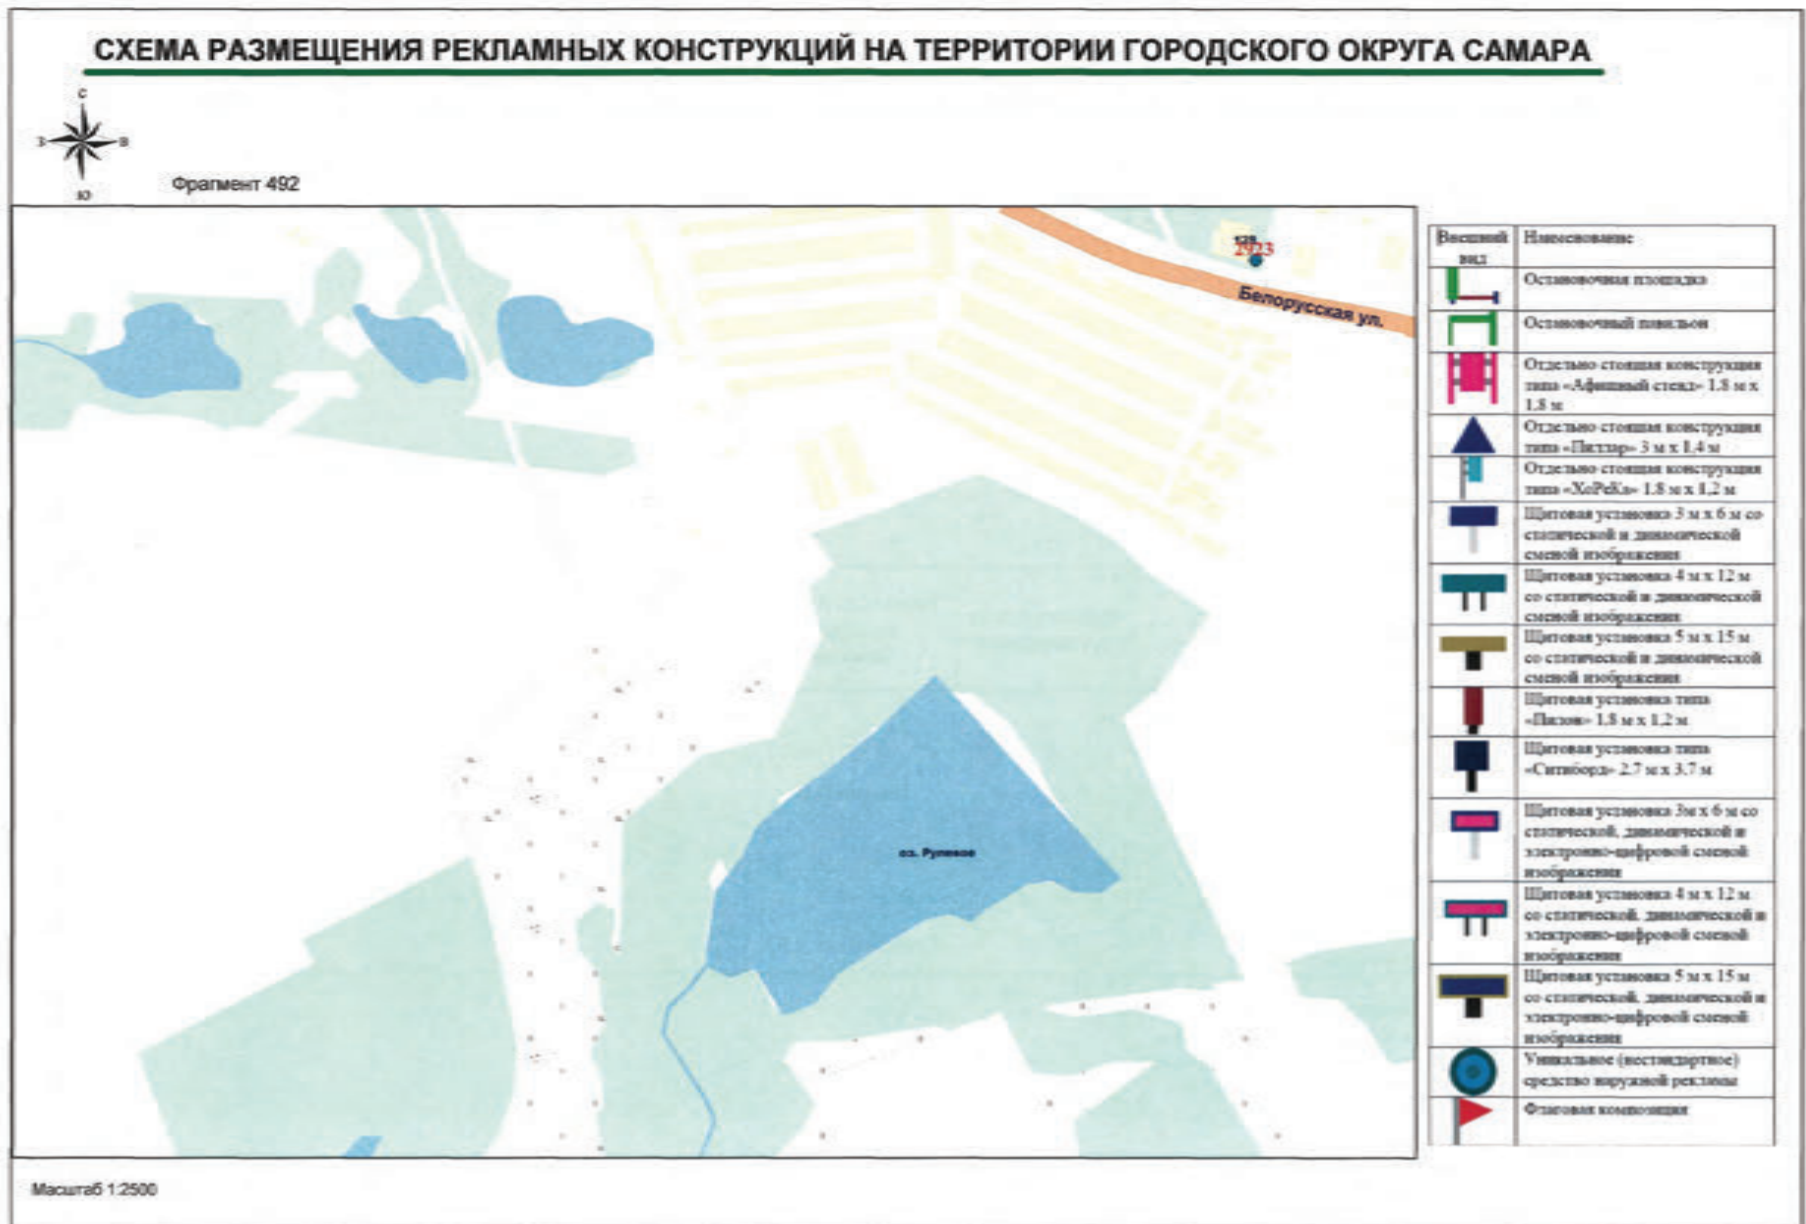 СХЕМА РАЗМЕЩЕНИЯ РЕКЛАМНЫХ КОНСТРУКЦИЙ НА ТЕРРИТОРИИ ГОРОДСКОГО ОКРУГА САМАРА
С
З
В
Ю
Фрагмент 492
2923
Белорусская ул.
оз. Рулевое
Внешний
вид
Наименование
Остановочная площадка
Остановочный павильон
Отдельно стоящая конструкция
типа «Афишный стенд» 1.8 м х
1.8 м
Отдельно стоящая конструкция
типа «Пиллар» 3 м х 1,4 м
Отдельно стоящая конструкция
типа «ХоРеКа» 1.8 м х 1,2 м
Щитовая установка 3 м х 6 м со
статической и динамической
сменой изображения
Щитовая установка 4 м х 12 м
со статической и динамической
сменой изображения
Щитовая установка 5 м х 15 м
со статической и динамической
сменой изображения
Щитовая установка типа
«Пилон» 1.8 м х 1,2 м
Щитовая установка типа
«Ситиборд» 2.7 м х 3.7 м
Щитовая установка 3м х 6 м со
статической, динамической и
электронно-цифровой сменой
изображения
Щитовая установка 4 м х 12 м
со статической, динамической и
электронно-цифровой сменой
изображения
Щитовая установка 5 м х 15 м
со статической, динамической и
электронно-цифровой сменой
изображения
Уникальное (нестандартное)
средство наружной рекламы
Флаговая композиция
Масштаб 1:2500